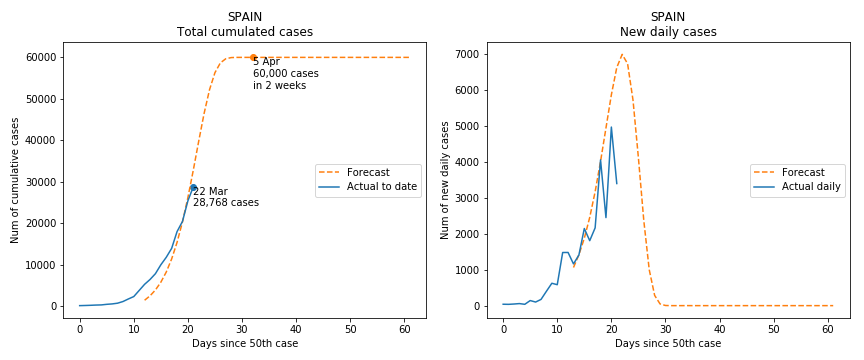 SPAIN
Total cumulated cases
Num of cumulative cases
60000
50000
40000
30000
20000
10000
0
5 Apr
60,000 cases
in 2 weeks
22 Mar
28,768 cases
Forecast
Actual to date
0 10 20 30 40 50 60
Days since 50th case
SPAIN
New daily cases
Num of new daily cases
7000
6000
5000
4000
3000
2000
1000
0
Forecast
Actual daily
0 10 20 30 40 50 60
Days since 50th case